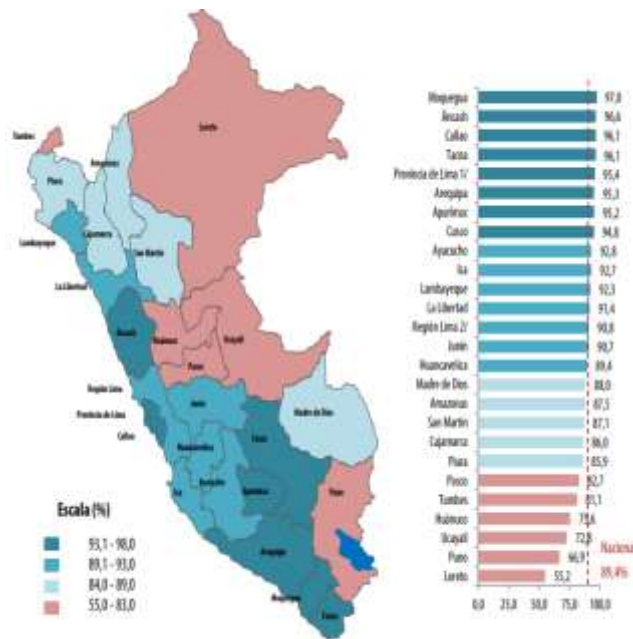 Loreto
Tumbes
Amazonas
Piura
Cajamarca
San Martín
Lambayeque
La Libertad
Áncash
Huánuco
Ucayali
Pasco
Región Lima
Provincia de Lima
Callao
Junín
Madre de Dios
Cusco
Huancavelica
Ayacucho
Apurímac
Ica
Puno
Arequipa
Moquegua
Tacna
Escala (%)
93,1 - 98,0
89,1 - 93,0
84,0 - 89,0
55,0 - 83,0
Moquegua 97,0
Áncash 96,6
Callao 96,1
Tacna 96,1
Provincia de Lima 1/ 95,4
Arequipa 95,3
Apurímac 95,2
Cusco 94,8
Ayacucho 92,8
Ica 92,7
Lambayeque 92,3
La Libertad 91,4
Región Lima 2/ 90,8
Junín 90,7
Huancavelica 89,4
Madre de Dios 88,0
Amazonas 87,5
San Martín 87,1
Cajamarca 86,0
Piura 85,9
Pasco 82,7
Tumbes
Huánuco
Ucayali
Puno 66,9
Loreto 55,2
Nacional
89,4%
0,0 25,0 50,0 75,0 100,0